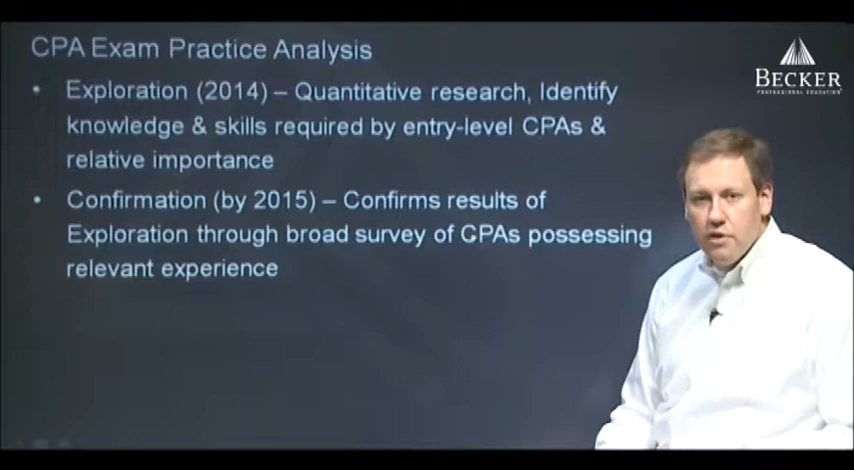 CPA Exam Practice Analysis
BECKER
PROFESSIONAL EDUCATION
• Exploration (2014) – Quantitative research, Identify
knowledge & skills required by entry-level CPAs &
relative importance
• Confirmation (by 2015) – Confirms results of
Exploration through broad survey of CPAs possessing
relevant experience